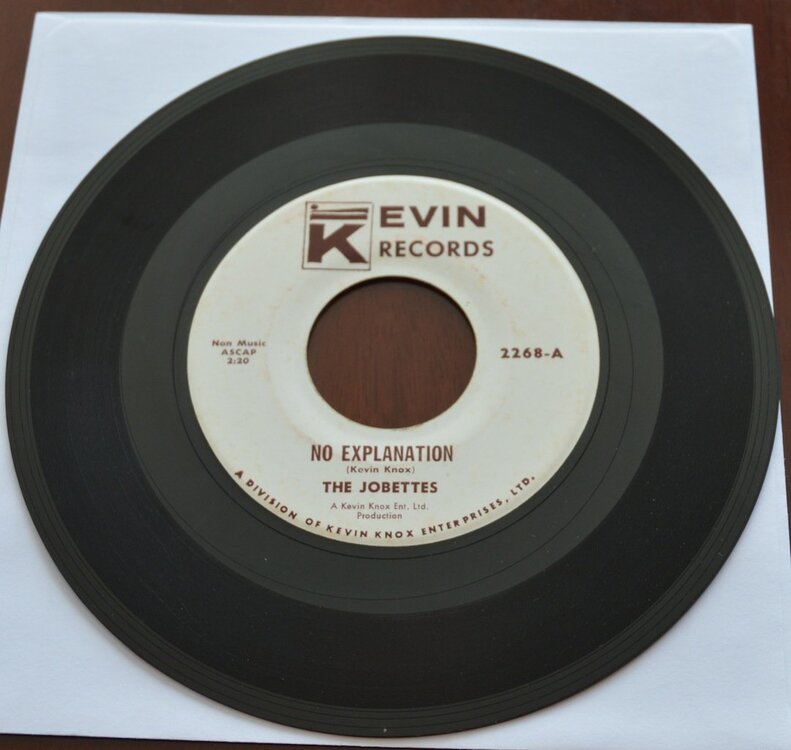 KEVIN
RECORDS
Non Music
ASCAP
2:20
2268-A
NO EXPLANATION
(Kevin Knox)
THE JOBETTES
A Kevin Knox Ent. Ltd.
Production
A DIVISION OF KEVIN KNOX ENTERPRISES, LTD.